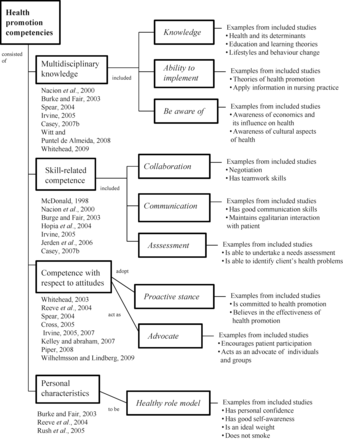 Health
promotion
competencies
consisted
of
Multidisciplinary
knowledge
Nacion et al., 2000
Burke and Fair, 2003
Spear, 2004
Irvine, 2005
Casey, 2007b
Witt and
Puntel de Almeida, 2008
Whitehead, 2009
included
Knowledge
Examples from included studies
• Health and its determinants
• Education and learning theories
• Lifestyles and behaviour change
Ability to
implement
Examples from included studies
• Theories of health promotion
• Apply information in nursing practice
Be aware of
Examples from included studies
• Awareness of economics and
its influence on health
• Awareness of cultural aspects
of health
Skill-related
competence
McDonald, 1998
Nacion et al., 2000
Burge and Fair, 2003
Hopia et al., 2004
Irvine, 2005
Jerden et al., 2006
Casey, 2007b
included
Collaboration
Examples from included studies
• Negotiation
• Has teamwork skills
Communication
Examples from included studies
• Has good communication skills
• Maintains egalitarian interaction
with patient
Asssessment
Examples from included studies
• Is able to undertake a needs assessment
• Is able to identify client's health problems
Competence with
respect to attitudes
Whitehead, 2003
Reeve et al., 2004
Spear, 2004
Cross, 2005
Irvine, 2005, 2007
Kelley and abraham, 2007
Piper, 2008
Wilhelmsson and Lindberg, 2009
adopt
Proactive stance
Examples from included studies
• Is committed to health promotion
• Believes in the effectiveness of
health promotion
act as
Advocate
Examples from included studies
• Encourages patient participation
• Acts as an advocate of individuals
and groups
Personal
characteristics
Burke and Fair, 2003
Reeve et al., 2004
Rush et al., 2005
to be
Healthy role model
Examples from included studies
• Has personal confidence
• Has good self-awareness
• Is an ideal weight
• Does not smoke